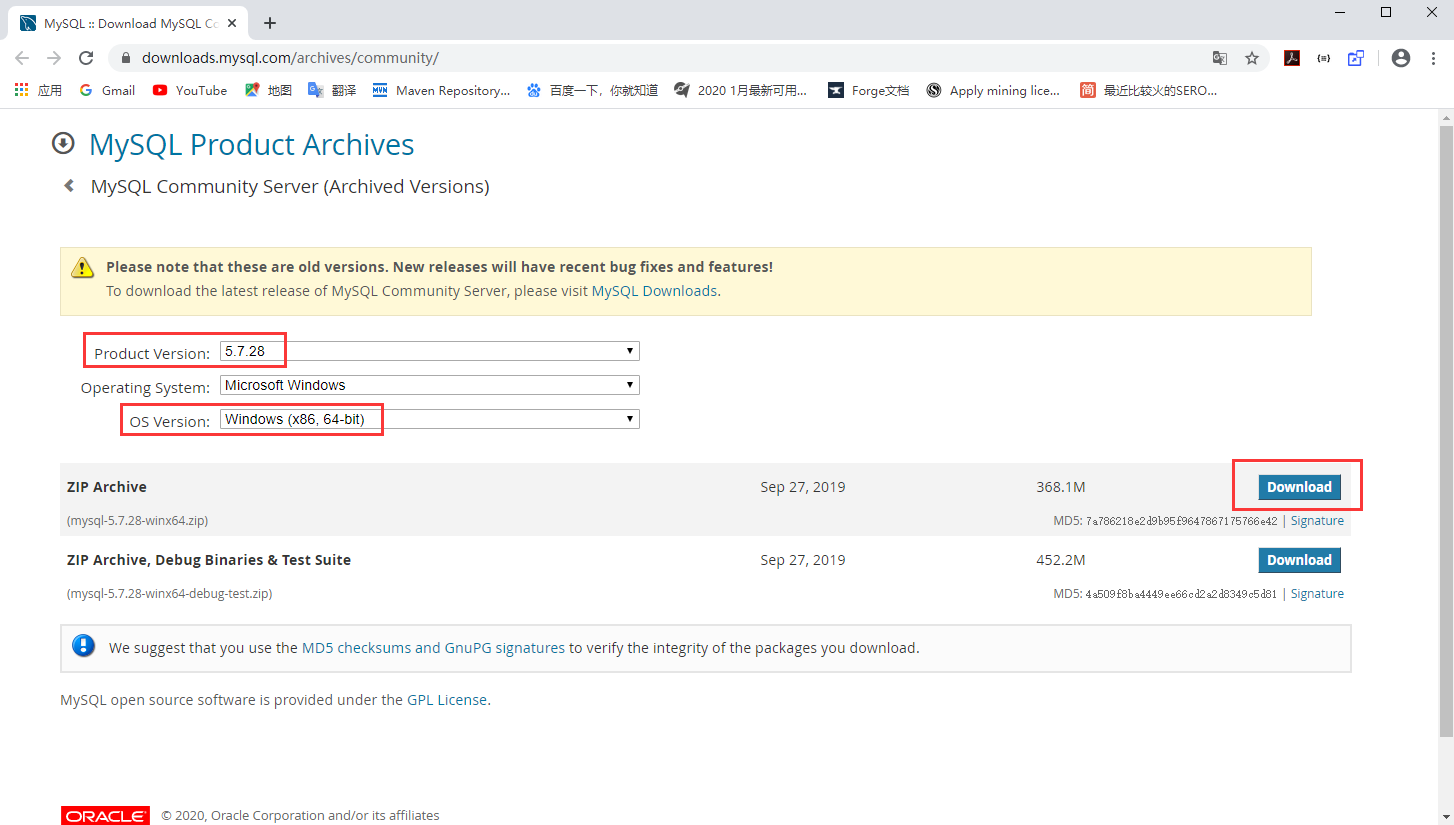 MySQL :: Download MySQL Co
downloads.mysql.com/archives/community/
应用 Gmail YouTube 地图 翻译 Maven Repository... 百度一下，你就知道 2020 1月最新可用... Forge文档 Apply mining lice... 最近比较火的SERO...
MySQL Product Archives
MySQL Community Server (Archived Versions)
Please note that these are old versions. New releases will have recent bug fixes and features!
To download the latest release of MySQL Community Server, please visit MySQL Downloads.
Product Version: 5.7.28
Operating System: Microsoft Windows
OS Version: Windows (x86, 64-bit)
ZIP Archive Sep 27, 2019 368.1M Download
(mysql-5.7.28-winx64.zip) MD5: 7a786218e2d9b95f9647867175766e42 | Signature
ZIP Archive, Debug Binaries & Test Suite Sep 27, 2019 452.2M Download
(mysql-5.7.28-winx64-debug-test.zip) MD5: 4a509f8ba4449ee66cd2a2d8349c5d81 | Signature
We suggest that you use the MD5 checksums and GnuPG signatures to verify the integrity of the packages you download.
MySQL open source software is provided under the GPL License.
ORACLE © 2020, Oracle Corporation and/or its affiliates